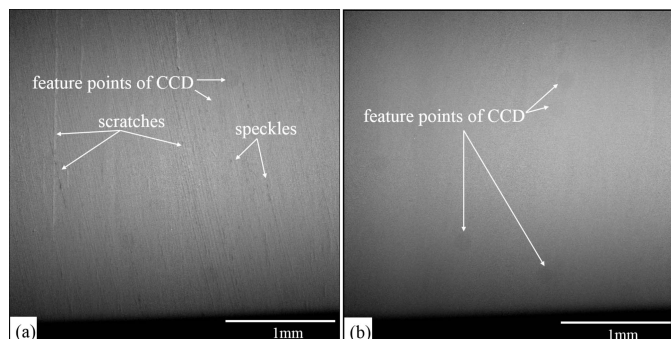 feature points of CCD
scratches
speckles
(a)
1mm
feature points of CCD
(b)
1mm